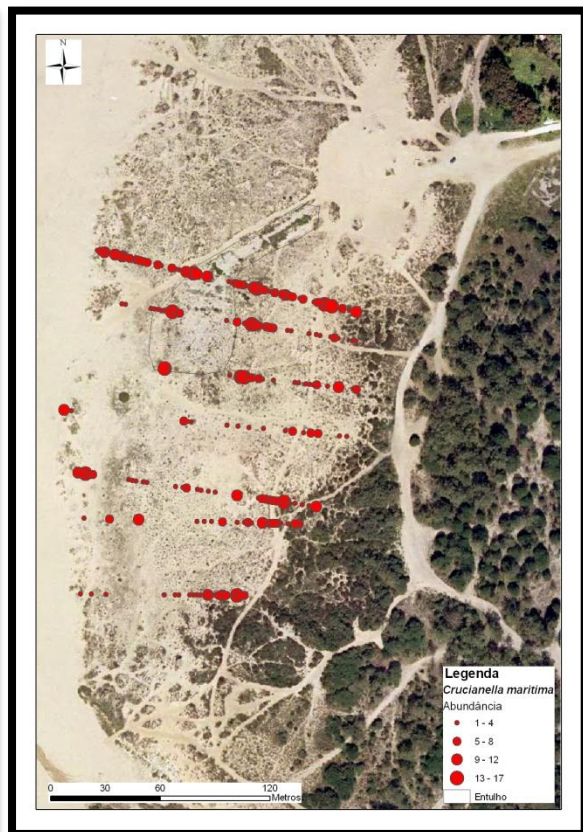 N
Legenda
Crucianella maritima
Abundância
1 - 4
5 - 8
9 - 12
13 - 17
Entulho
0 30 60 120
Metros